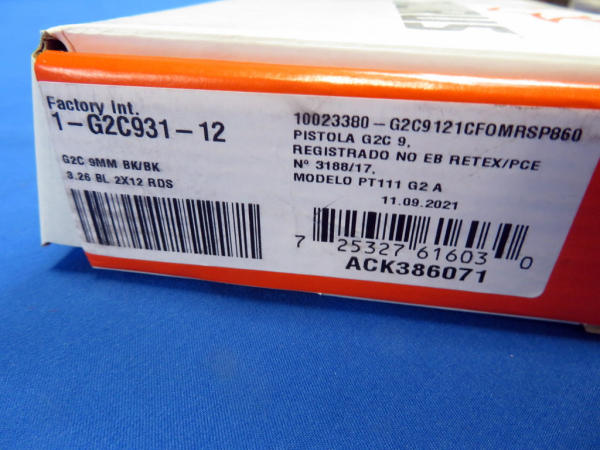 Factory Int.
1-G2C931-12
G2C 9MM BK/BK
3.26 BL 2X12 RDS
10023380-G2C9121CFOMRSP860
PISTOLA G2C 9,
REGISTRADO NO EB RETEX/PCE
Nº 3188/17,
MODELO PT111 G2 A
11.09.2021
7 25327 61603 0
ACK386071